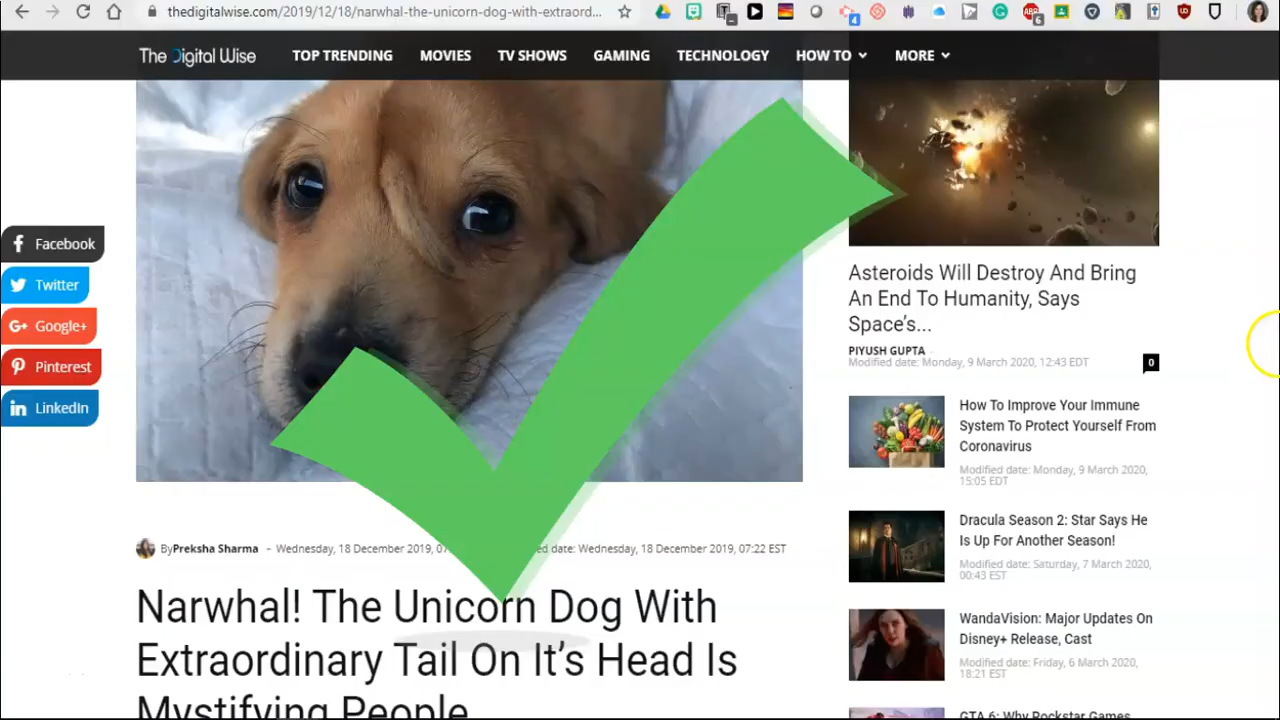 thedigitalwise.com/2019/12/18/narwhal-the-unicorn-dog-with-extraord...
4
6
The Digital Wise
TOP TRENDING
MOVIES
TV SHOWS
GAMING
TECHNOLOGY
HOW TO
MORE
Facebook
Twitter
G+ Google+
Pinterest
in LinkedIn
By Preksha Sharma - Wednesday, 18 December 2019, 07
ed date: Wednesday, 18 December 2019, 07:22 EST
Narwhal! The Unicorn Dog With
Extraordinary Tail On It's Head Is
Mystifying People
Asteroids Will Destroy And Bring
An End To Humanity, Says
Space's...
PIYUSH GUPTA -
Modified date: Monday, 9 March 2020, 12:43 EDT
0
How To Improve Your Immune
System To Protect Yourself From
Coronavirus
Modified date: Monday, 9 March 2020,
15:05 EDT
Dracula Season 2: Star Says He
Is Up For Another Season!
Modified date: Saturday, 7 March 2020,
00:43 EST
WandaVision: Major Updates On
Disney+ Release, Cast
Modified date: Friday, 6 March 2020,
18:21 EST
GTA 6: Why Rockstar Games